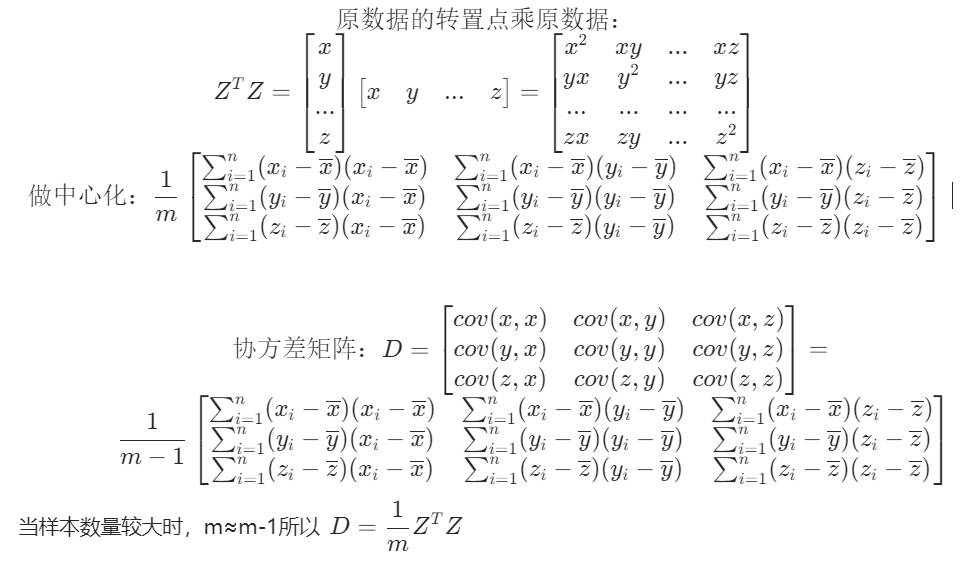 原数据的转置点乘原数据：
$Z^T Z = \begin{bmatrix} x \\ y \\ ... \\ z \end{bmatrix} \begin{bmatrix} x & y & ... & z \end{bmatrix} = \begin{bmatrix} x^2 & xy & ... & xz \\ yx & y^2 & ... & yz \\ ... & ... & ... & ... \\ zx & zy & ... & z^2 \end{bmatrix}$
做中心化：$\frac{1}{m} \begin{bmatrix} \sum_{i=1}^n (x_i - \overline{x})(x_i - \overline{x}) & \sum_{i=1}^n (x_i - \overline{x})(y_i - \overline{y}) & \sum_{i=1}^n (x_i - \overline{x})(z_i - \overline{z}) \\ \sum_{i=1}^n (y_i - \overline{y})(x_i - \overline{x}) & \sum_{i=1}^n (y_i - \overline{y})(y_i - \overline{y}) & \sum_{i=1}^n (y_i - \overline{y})(z_i - \overline{z}) \\ \sum_{i=1}^n (z_i - \overline{z})(x_i - \overline{x}) & \sum_{i=1}^n (z_i - \overline{z})(y_i - \overline{y}) & \sum_{i=1}^n (z_i - \overline{z})(z_i - \overline{z}) \end{bmatrix}$
协方差矩阵：$D = \begin{bmatrix} cov(x,x) & cov(x,y) & cov(x,z) \\ cov(y,x) & cov(y,y) & cov(y,z) \\ cov(z,x) & cov(z,y) & cov(z,z) \end{bmatrix} =$
$\frac{1}{m-1} \begin{bmatrix} \sum_{i=1}^n (x_i - \overline{x})(x_i - \overline{x}) & \sum_{i=1}^n (x_i - \overline{x})(y_i - \overline{y}) & \sum_{i=1}^n (x_i - \overline{x})(z_i - \overline{z}) \\ \sum_{i=1}^n (y_i - \overline{y})(x_i - \overline{x}) & \sum_{i=1}^n (y_i - \overline{y})(y_i - \overline{y}) & \sum_{i=1}^n (y_i - \overline{y})(z_i - \overline{z}) \\ \sum_{i=1}^n (z_i - \overline{z})(x_i - \overline{x}) & \sum_{i=1}^n (z_i - \overline{z})(y_i - \overline{y}) & \sum_{i=1}^n (z_i - \overline{z})(z_i - \overline{z}) \end{bmatrix}$
当样本数量较大时，m≈m-1所以 $D = \frac{1}{m} Z^T Z$